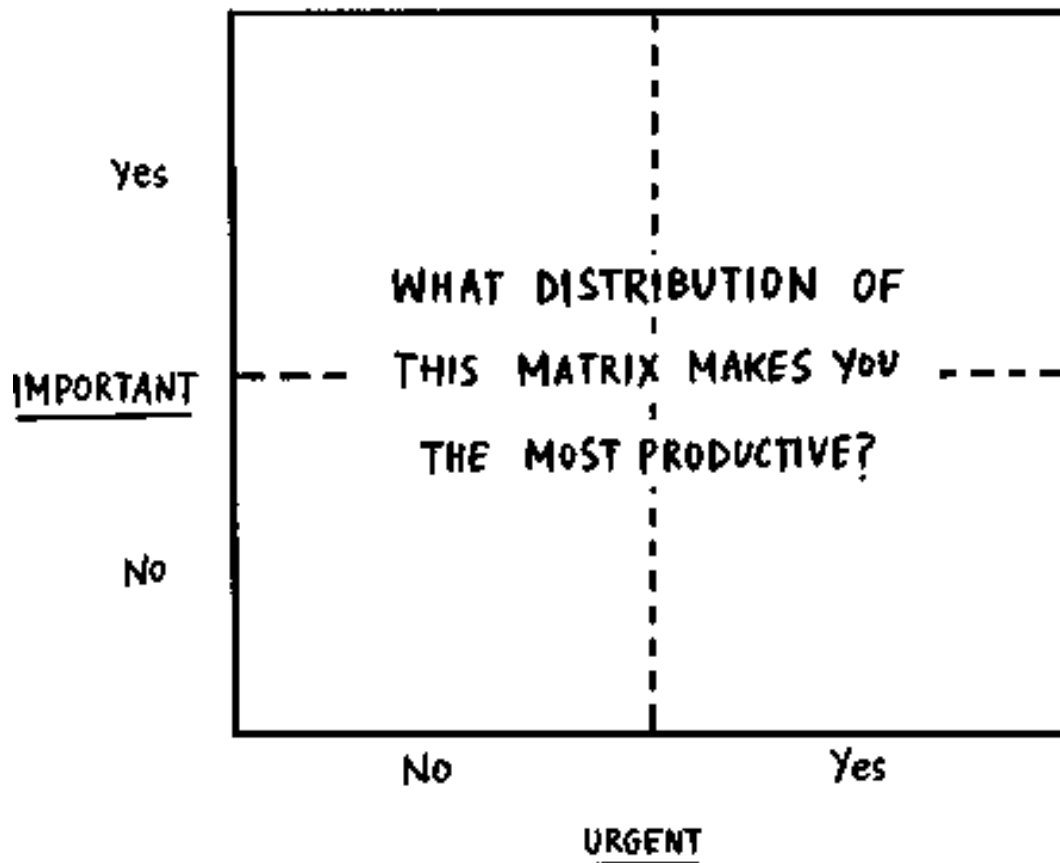 Yes
WHAT DISTRIBUTION OF
IMPORTANT
THIS MATRIX MAKES YOU
THE MOST PRODUCTIVE?
No
No
Yes
URGENT